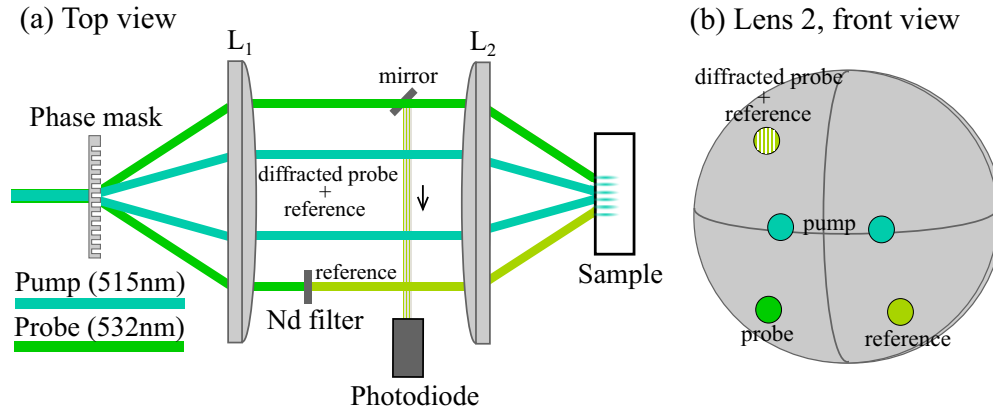 (a) Top view
L1
L2
mirror
Phase mask
diffracted probe
+
reference
reference
Pump (515nm)
Probe (532nm)
Nd filter
Sample
Photodiode
(b) Lens 2, front view
diffracted probe
+
reference
pump
probe
reference